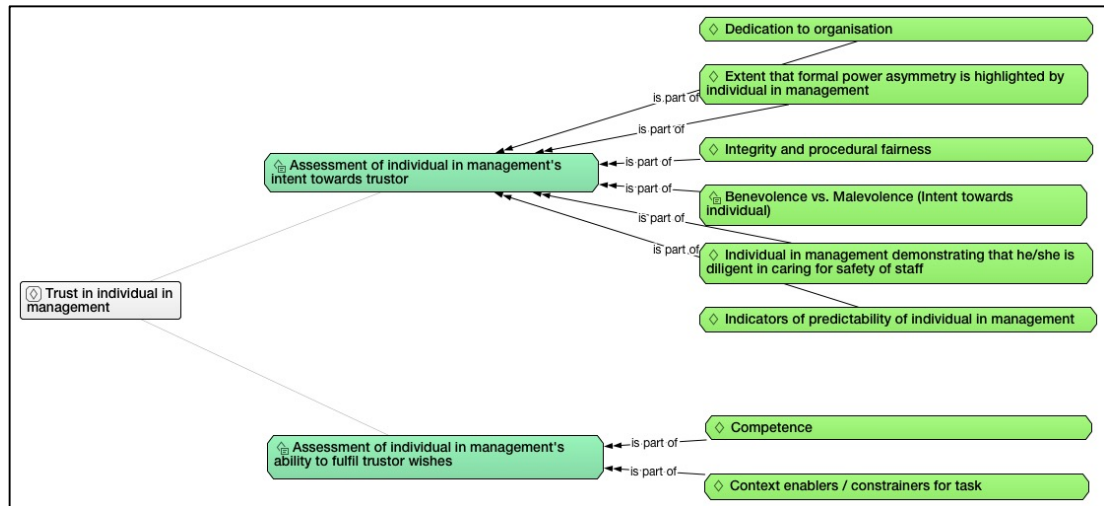 Dedication to organisation
Extent that formal power asymmetry is highlighted by
individual in management
is part of
is part of
Assessment of individual in management's
intent towards trustor
is part of
Integrity and procedural fairness
is part of
Benevolence vs. Malevolence (Intent towards
individual)
is part of
is part of
Individual in management demonstrating that he/she is
diligent in caring for safety of staff
Trust in individual in
management
Indicators of predictability of individual in management
Assessment of individual in management's
ability to fulfil trustor wishes
is part of
Competence
is part of
Context enablers / constrainers for task